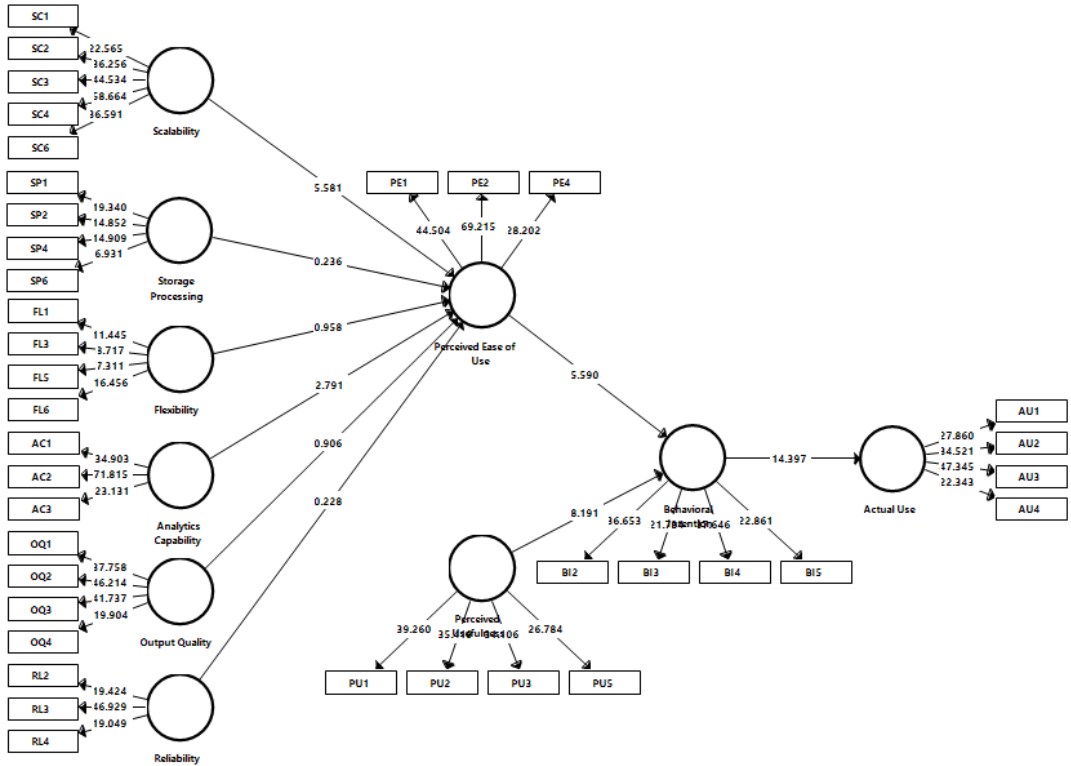 SC1
SC2
SC3
SC4
SC6
22.565
36.256
44.534
58.664
36.591
Scalability
SP1
SP2
SP4
SP6
19.340
14.852
14.909
6.931
Storage
Processing
FL1
FL3
FL5
FL6
11.445
7.311
16.456
Flexibility
AC1
AC2
AC3
34.903
71.815
23.131
Analytics
Capability
OQ1
OQ2
OQ3
OQ4
37.758
46.214
41.737
19.904
Output Quality
RL2
RL3
RL4
19.424
46.929
19.049
Reliability
5.581
0.236
0.958
2.791
0.906
0.228
PE1
PE2
PE4
44.504
69.215
28.202
Perceived Ease of
Use
5.590
8.191
Perceived
Usefulness
39.260
26.784
PU1
PU2
PU3
PU5
Behavioral
Intention
36.653
22.861
BI2
BI3
BI4
BI5
14.397
Actual Use
27.860
34.521
47.345
22.343
AU1
AU2
AU3
AU4